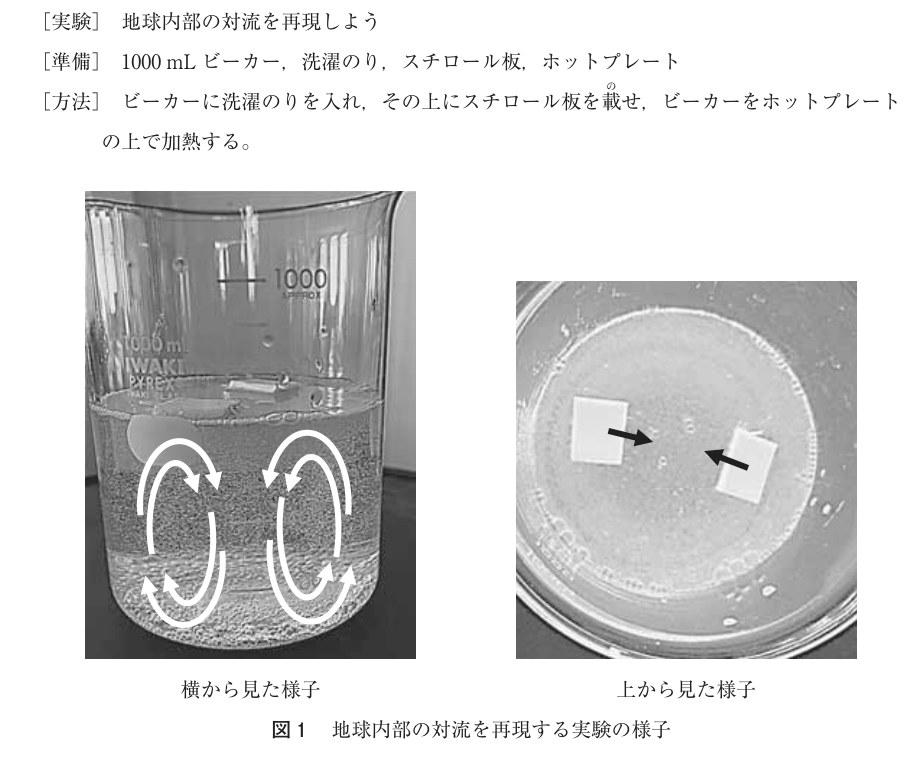 ［実験］ 地球内部の対流を再現しよう
［準備］ 1000 mL ビーカー，洗濯のり，スチロール板，ホットプレート
の
［方法］ ビーカーに洗濯のりを入れ，その上にスチロール板を載せ，ビーカーをホットプレート
の上で加熱する。
1000
APPROX
1000 mL
IWAKI
PYREX
横から見た様子
上から見た様子
図 1 地球内部の対流を再現する実験の様子